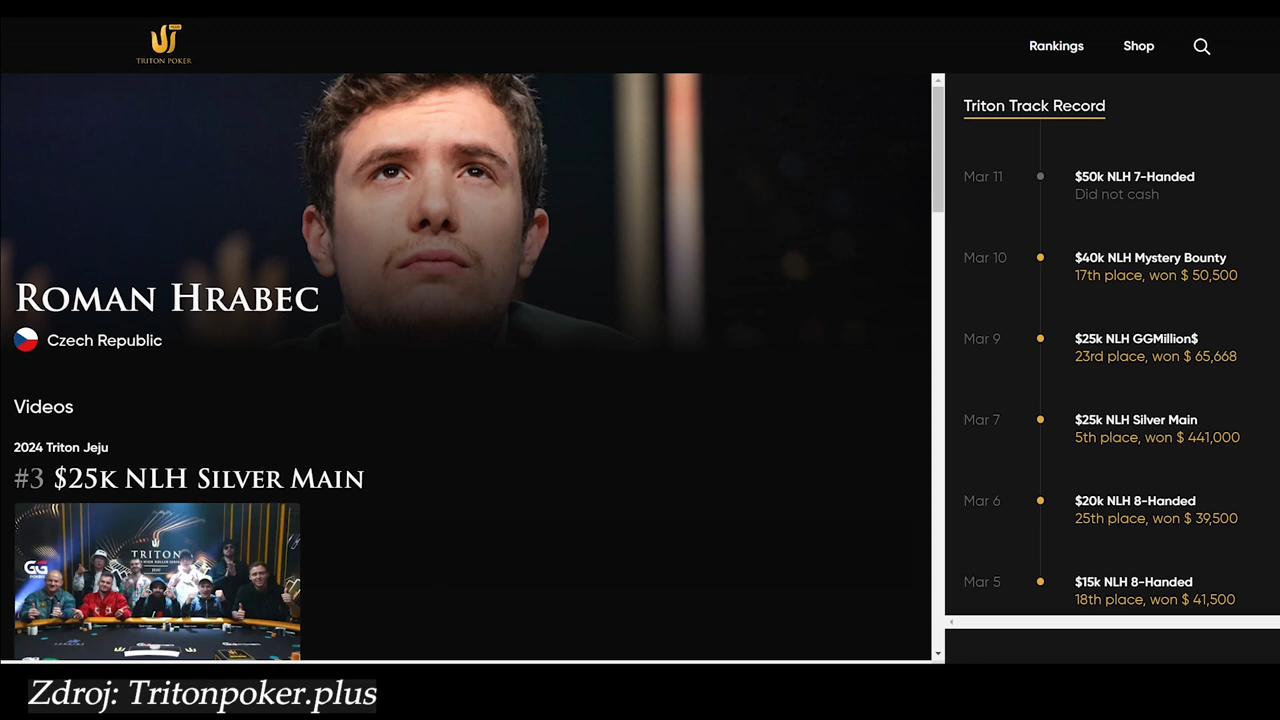 TRITON POKER
PLUS
Rankings
Shop
ROMAN HRABEC
Czech Republic
Videos
2024 Triton Jeju
#3 $25K NLH SILVER MAIN
TRITON
GG
POKER
Triton Track Record
Mar 11
$50k NLH 7-Handed
Did not cash
Mar 10
$40k NLH Mystery Bounty
17th place, won $ 50,500
Mar 9
$25k NLH GGMillion$
23rd place, won $ 65,668
Mar 7
$25k NLH Silver Main
5th place, won $ 441,000
Mar 6
$20k NLH 8-Handed
25th place, won $ 39,500
Mar 5
$15k NLH 8-Handed
18th place, won $ 41,500
Zdroj: Tritonpoker.plus